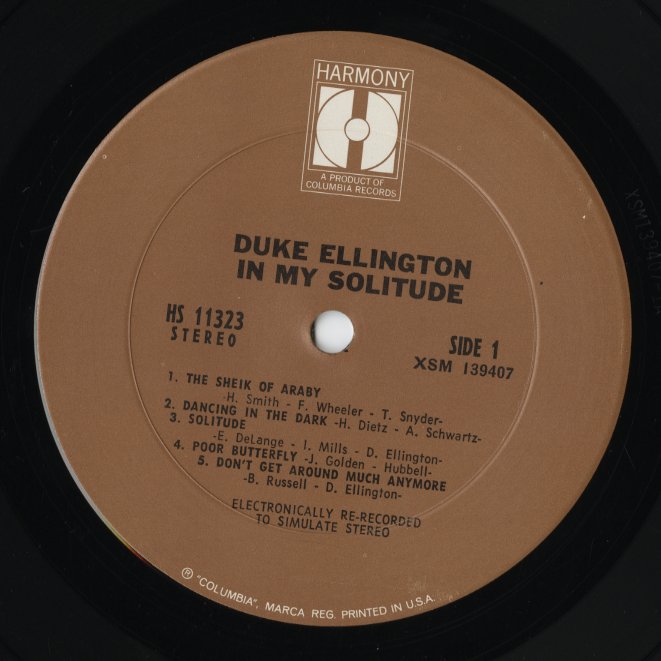 HARMONY
A PRODUCT OF
COLUMBIA RECORDS
DUKE ELLINGTON
IN MY SOLITUDE
HS 11323
STEREO
SIDE 1
XSM 139407
1. THE SHEIK OF ARABY
-H. Smith - F. Wheeler - T. Snyder-
2. DANCING IN THE DARK -H. Dietz - A. Schwartz-
3. SOLITUDE
-E. DeLange - I. Mills - D. Ellington-
4. POOR BUTTERFLY -J. Golden - Hubbell-
5. DON'T GET AROUND MUCH ANYMORE
-B. Russell - D. Ellington-
ELECTRONICALLY RE-RECORDED
TO SIMULATE STEREO
® "COLUMBIA", MARCA REG. PRINTED IN U.S.A.
XSM139407